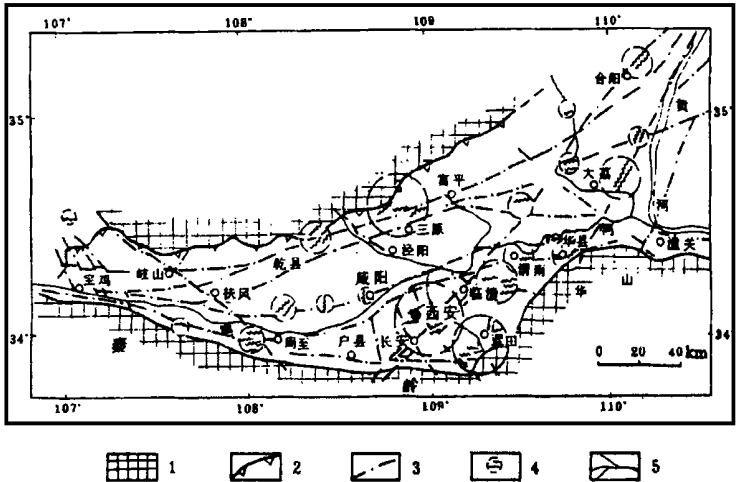 107° 108° 109° 110°
35° 35°
34° 34°
合阳
黄
大荔
河
富平
三原
泾阳
乾县
华县
潼关
渭南
宝鸡
岐山
扶风
咸阳
临潼
山
华
西安
秦
周至
户县
长安
蓝田
岭
0 20 40 km
107° 108° 109° 110°
1 2 3 4 5